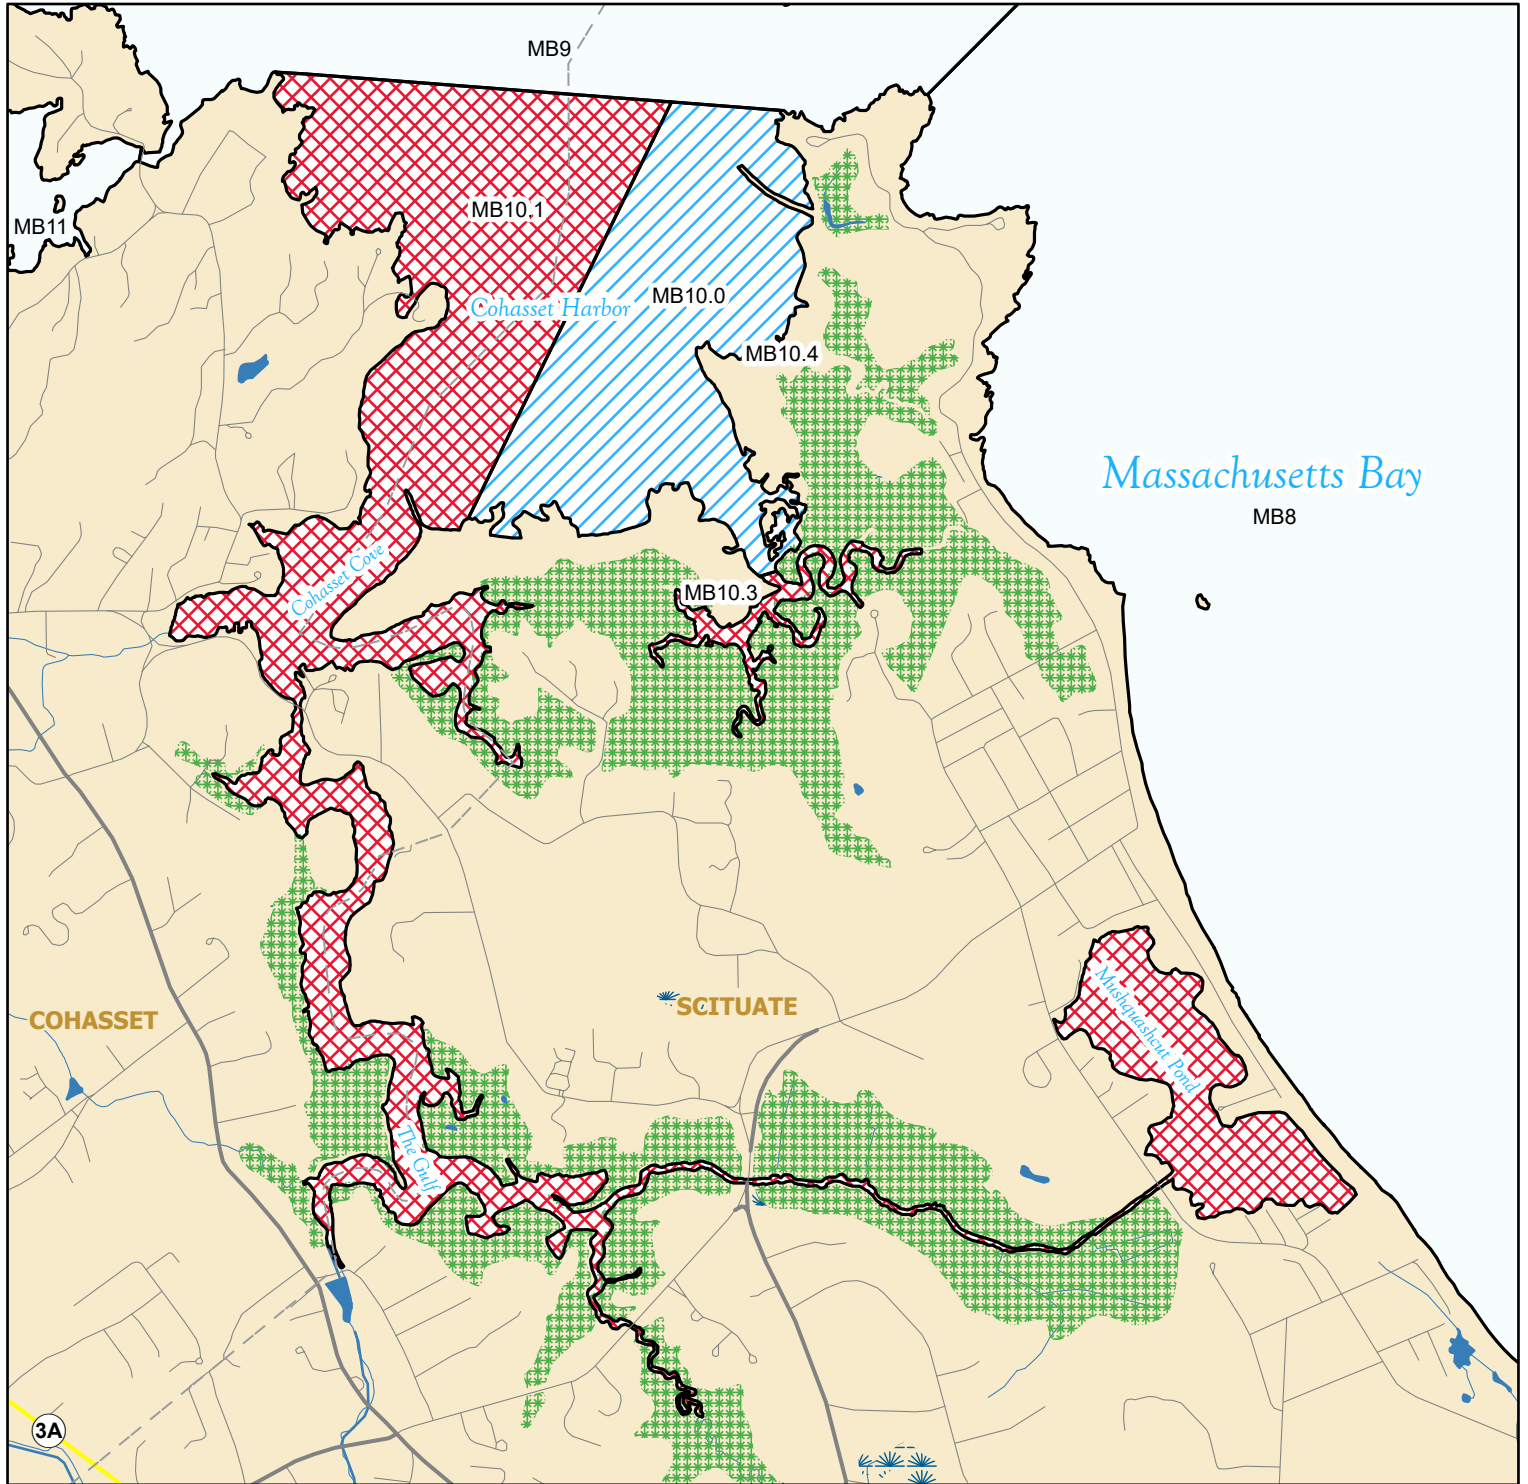 MB9
MB10.1
MB11
MB10.0
Cohasset Harbor
MB10.4
Massachusetts Bay
MB8
Cohasset Cove
MB10.3
Mushquashcut Pond
SCITUATE
COHASSET
The Gulf
3A